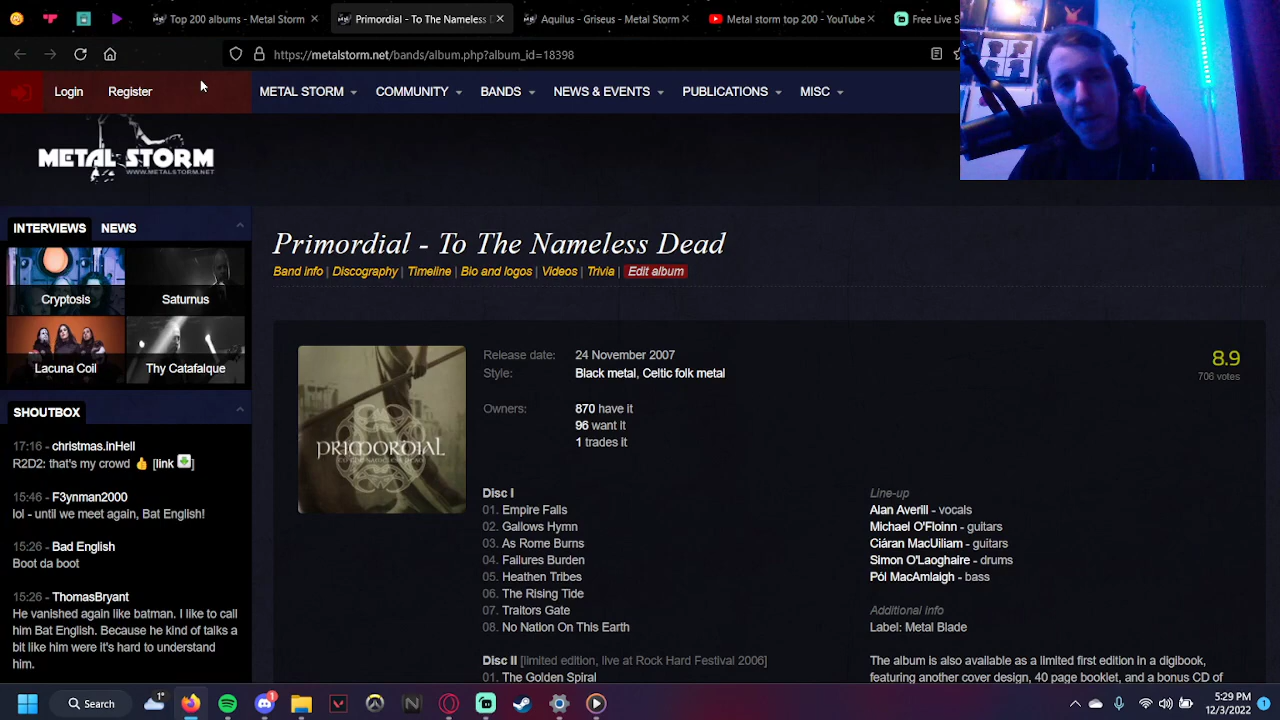 Top 200 albums - Metal Storm
Primordial - To The Nameless
Aquilus - Griseus - Metal Storm
Metal storm top 200 - YouTube
Free Live S
https://metalstorm.net/bands/album.php?album_id=18398
Login Register
METAL STORM COMMUNITY BANDS NEWS & EVENTS PUBLICATIONS MISC
METAL STORM
WWW.METALSTORM.NET
INTERVIEWS NEWS
Cryptosis
Saturnus
Lacuna Coil
Thy Catafalque
SHOUTBOX
17:16 - christmas.inHell
R2D2: that's my crowd 👍 [link ]
15:46 - F3ynman2000
lol - until we meet again, Bat English!
15:26 - Bad English
Boot da boot
15:26 - ThomasBryant
He vanished again like batman. I like to call
him Bat English. Because he kind of talks a
bit like him were it's hard to understand
him.
Primordial - To The Nameless Dead
Band info | Discography | Timeline | Bio and logos | Videos | Trivia | Edit album
PRIMORDIAL
TO THE NAMELESS DEAD
Release date: 24 November 2007
Style: Black metal, Celtic folk metal
8.9
706 votes
Owners: 870 have it
96 want it
1 trades it
Disc I
01. Empire Falls
02. Gallows Hymn
03. As Rome Burns
04. Failures Burden
05. Heathen Tribes
06. The Rising Tide
07. Traitors Gate
08. No Nation On This Earth
Disc II [limited edition, live at Rock Hard Festival 2006]
01. The Golden Spiral
Line-up
Alan Averill - vocals
Michael O'Floinn - guitars
Ciáran MacUiliam - guitars
Simon O'Laoghaire - drums
Pól MacAmlaigh - bass
Additional info
Label: Metal Blade
The album is also available as a limited first edition in a digibook,
featuring another cover design, 40 page booklet, and a bonus CD of
Search
1
5:29 PM
12/3/2022
1